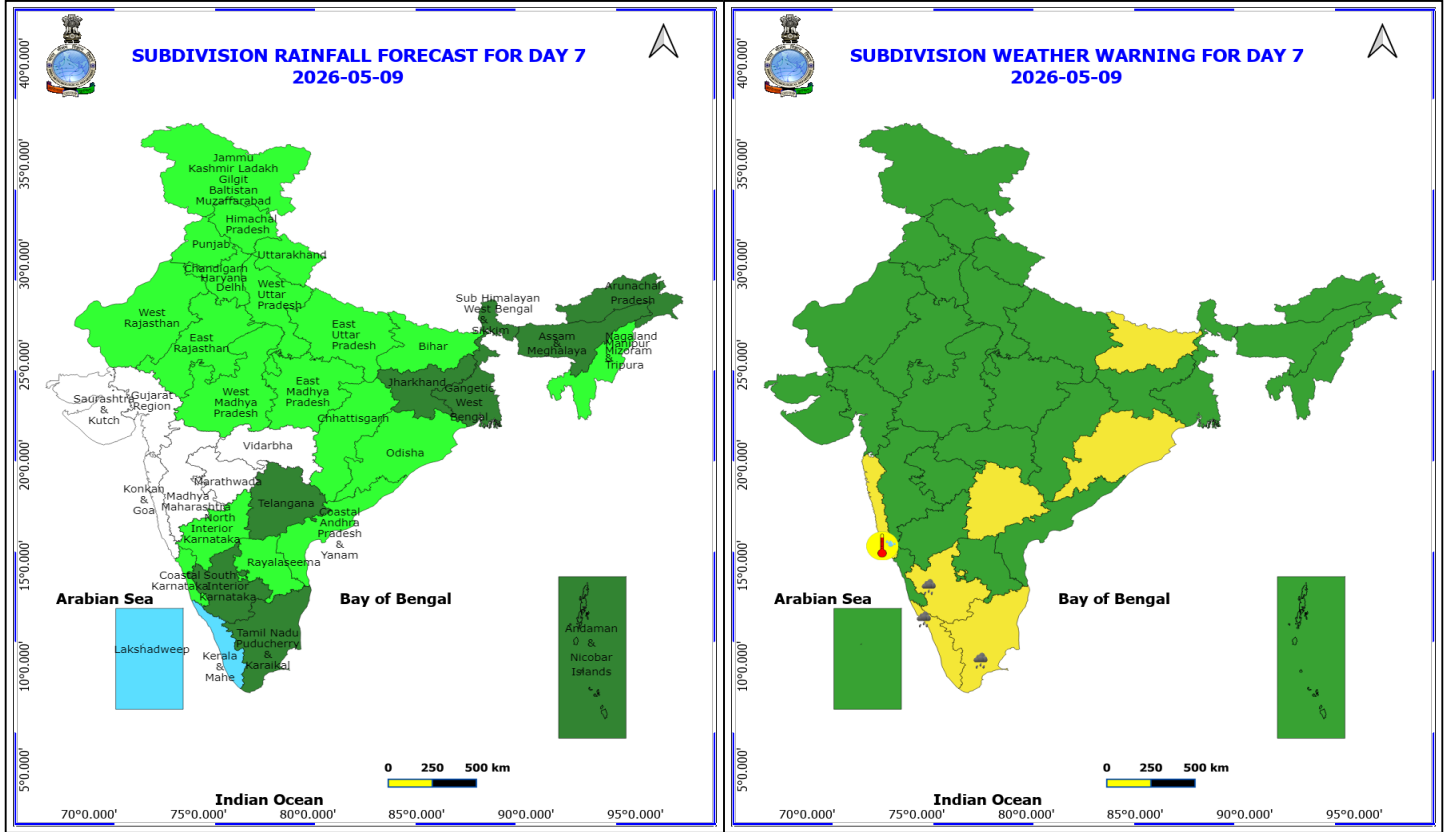 SUBDIVISION RAINFALL FORECAST FOR DAY 7
2026-05-09
40°0.000'
35°0.000'
30°0.000'
25°0.000'
20°0.000'
15°0.000'
10°0.000'
5°0.000'
Jammu
Kashmir Ladakh
Gilgit
Baltistan
Muzaffarabad
Himachal
Pradesh
Punjab
Uttarakhand
Chandigarh
Haryana
Delhi
West
Uttar
Pradesh
West
Rajasthan
East
Rajasthan
East
Uttar
Pradesh
Bihar
Sub Himalayan
West Bengal
&
Sikkim
Arunachal
Pradesh
Assam
&
Meghalaya
Nagaland
Manipur
Mizoram
&
Tripura
Saurashtra
&
Kutch
Gujarat
Region
West
Madhya
Pradesh
East
Madhya
Pradesh
Jharkhand
Gangetic
West
Bengal
Chhattisgarh
Vidarbha
Odisha
Konkan
&
Goa
Madhya
Maharashtra
Marathwada
Telangana
North
Interior
Karnataka
Coastal
Andhra
Pradesh
&
Yanam
Rayalaseema
Coastal
Karnataka
South
Interior
Karnataka
Arabian Sea
Bay of Bengal
Lakshadweep
Kerala
&
Mahe
Tamil Nadu
Puducherry
&
Karaikal
Andaman
&
Nicobar
Islands
0 250 500 km
Indian Ocean
70°0.000' 75°0.000' 80°0.000' 85°0.000' 90°0.000' 95°0.000'
SUBDIVISION WEATHER WARNING FOR DAY 7
2026-05-09
40°0.000'
35°0.000'
30°0.000'
25°0.000'
20°0.000'
15°0.000'
10°0.000'
5°0.000'
Arabian Sea
Bay of Bengal
0 250 500 km
Indian Ocean
70°0.000' 75°0.000' 80°0.000' 85°0.000' 90°0.000' 95°0.000'